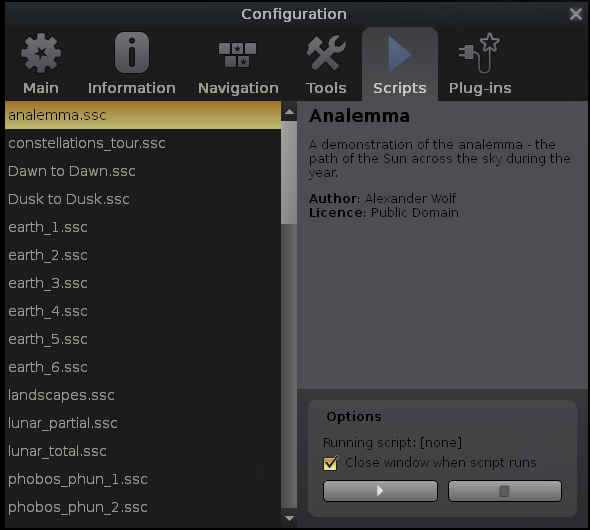 Configuration
Main Information Navigation Tools Scripts Plug-ins
analemma.ssc
constellations_tour.ssc
Dawn to Dawn.ssc
Dusk to Dusk.ssc
earth_1.ssc
earth_2.ssc
earth_3.ssc
earth_4.ssc
earth_5.ssc
earth_6.ssc
landscapes.ssc
lunar_partial.ssc
lunar_total.ssc
phobos_phun_1.ssc
phobos_phun_2.ssc
Analemma
A demonstration of the analemma - the
path of the Sun across the sky during the
year.
Author: Alexander Wolf
Licence: Public Domain
Options
Running script: [none]
Close window when script runs